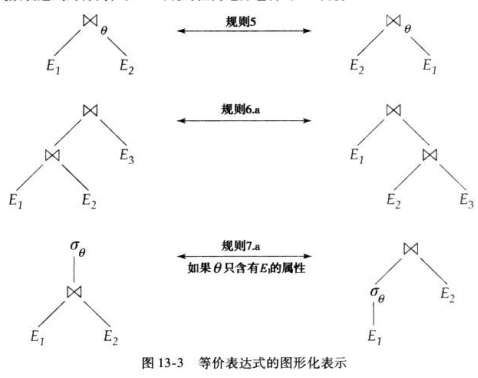 ⋈θ 规则5 ⋈θ
E1 E2 E2 E1
⋈ 规则6.a ⋈
⋈ E3 E1 ⋈
E1 E2 E2 E3
σθ 规则7.a ⋈
如果θ只含有E1的属性
⋈ σθ E2
E1 E2 E1
图 13-3 等价表达式的图形化表示